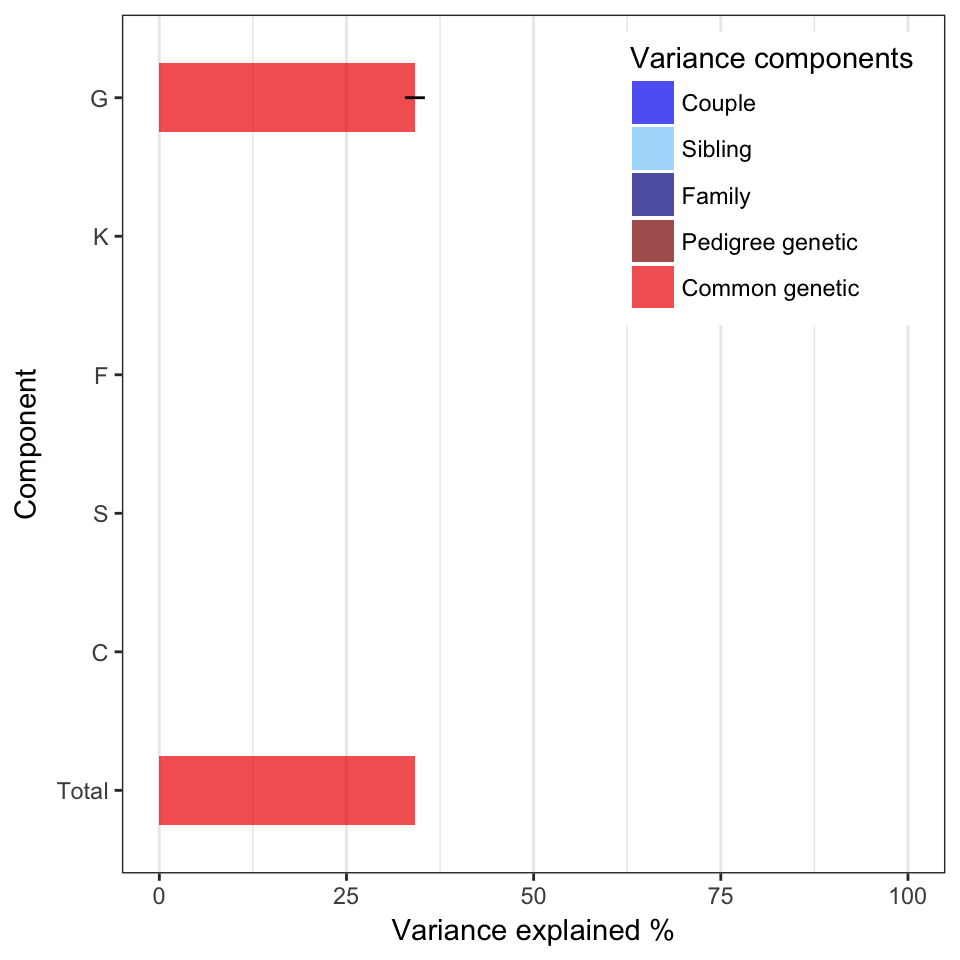 Variance components
Couple
Sibling
Family
Pedigree genetic
Common genetic
G
K
F
S
C
Total
Component
0 25 50 75 100
Variance explained %